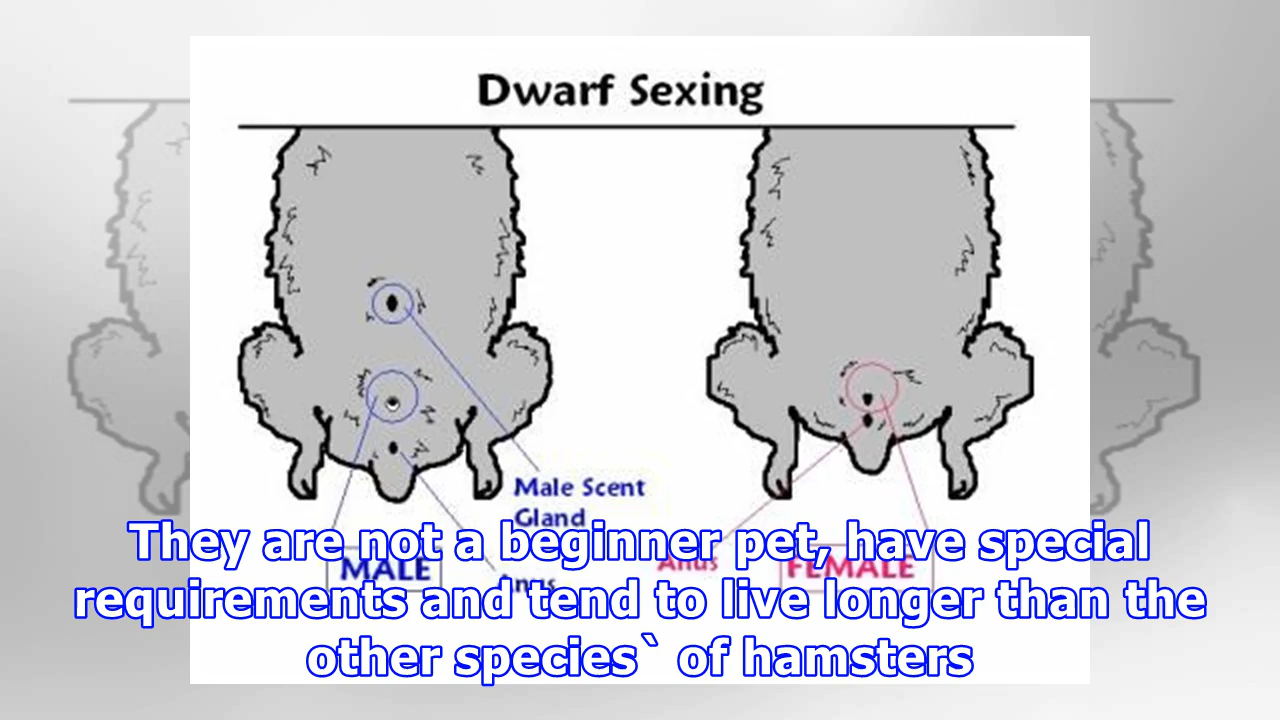 Dwarf Sexing
Male Scent
Gland
MALE
Anus
Anus
FEMALE
They are not a beginner pet, have special
requirements and tend to live longer than the
other species` of hamsters